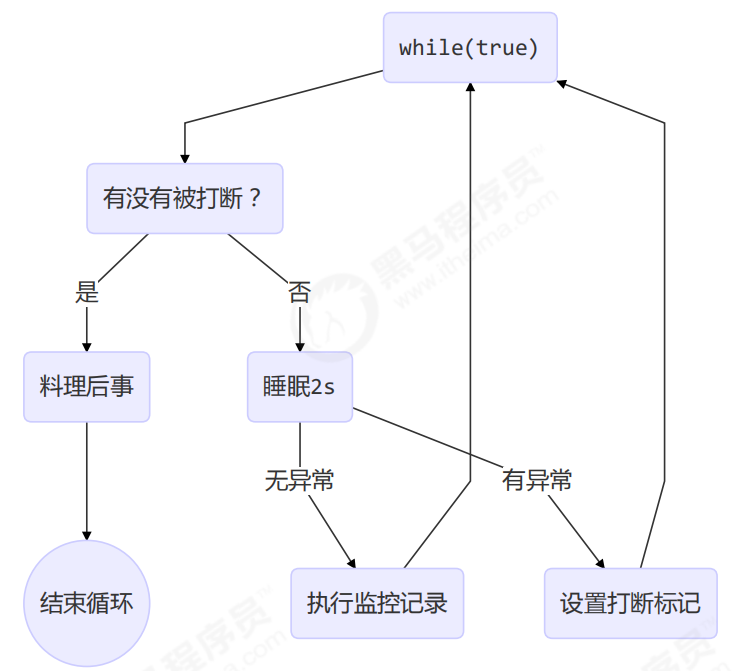 while(true)
有没有被打断？
是
否
料理后事
睡眠2s
无异常
有异常
结束循环
执行监控记录
设置打断标记
黑马程序员
www.itheima.com